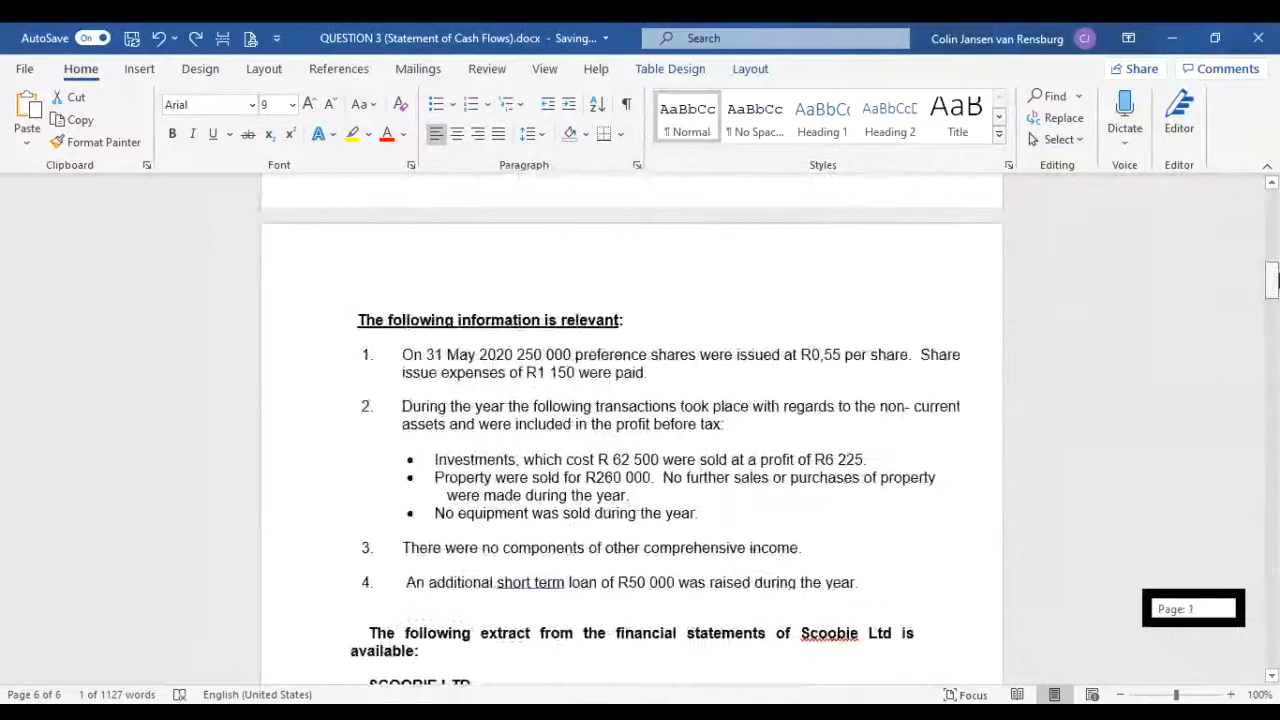 AutoSave On QUESTION 3 (Statement of Cash Flows).docx - Saving... Search Colin Jansen van Rensburg CJ
File Home Insert Design Layout References Mailings Review View Help Table Design Layout Share Comments
Paste Cut Copy Format Painter Clipboard
Arial 9 Font
Paragraph
AaBbCc AaBbCc AaBbC( AaBbCcD AaB
¶ Normal ¶ No Spac... Heading 1 Heading 2 Title
Styles
Find Replace Select Editing
Dictate Voice
Editor Editor
The following information is relevant:
1. On 31 May 2020 250 000 preference shares were issued at R0,55 per share. Share
issue expenses of R1 150 were paid.
2. During the year the following transactions took place with regards to the non- current
assets and were included in the profit before tax:
• Investments, which cost R 62 500 were sold at a profit of R6 225.
• Property were sold for R260 000. No further sales or purchases of property
were made during the year.
• No equipment was sold during the year.
3. There were no components of other comprehensive income.
4. An additional short term loan of R50 000 was raised during the year.
The following extract from the financial statements of Scoobie Ltd is
available:
SCOOBIE LTD
Page:
Page 6 of 6 1 of 1127 words English (United States) Focus 100%